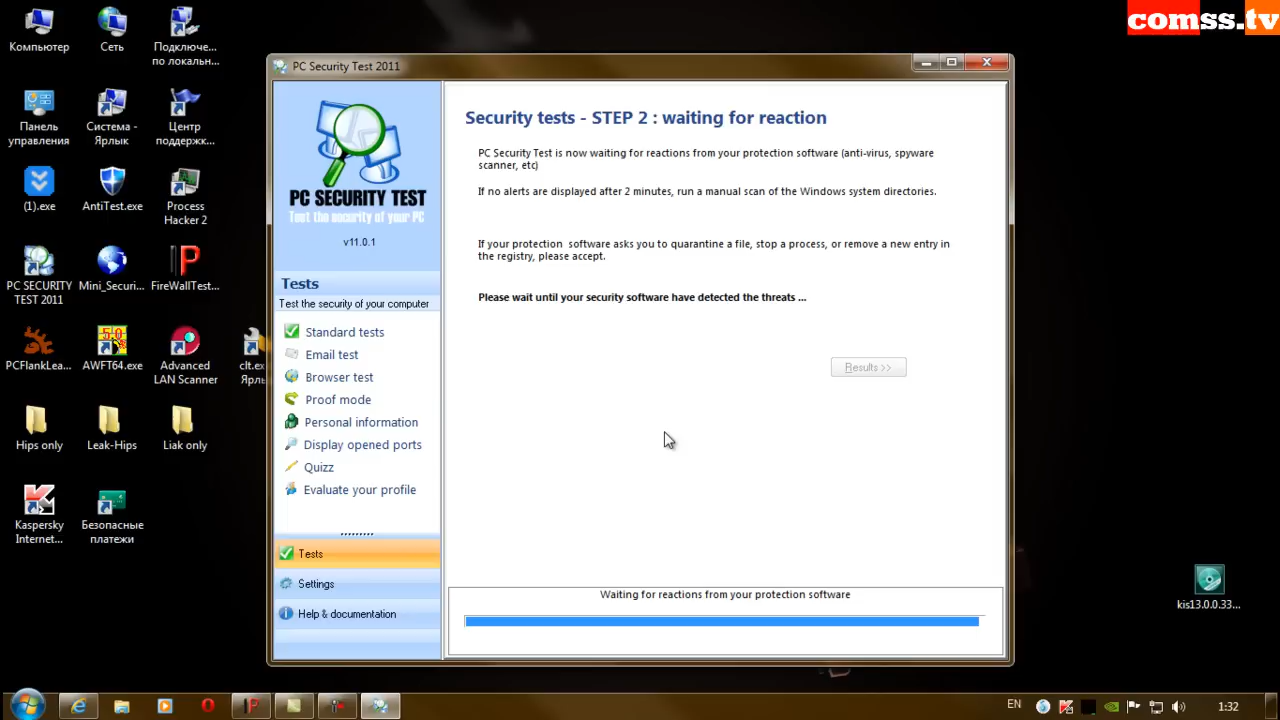 comss.tv
Компьютер
Сеть
Подключе...
по локальн...
Панель
управления
Система -
Ярлык
Центр
поддержк...
(1).exe
AntiTest.exe
Process
Hacker 2
PC SECURITY
TEST 2011
Mini_Securi...
FireWallTest...
PCFlankLea...
AWFT64.exe
Advanced
LAN Scanner
clt.ex
Ярлы
Hips only
Leak-Hips
Liak only
Kaspersky
Internet...
Безопасные
платежи
kis13.0.0.33...
PC Security Test 2011
PC SECURITY TEST
Test the security of your PC
v11.0.1
Tests
Test the security of your computer
Standard tests
Email test
Browser test
Proof mode
Personal information
Display opened ports
Quizz
Evaluate your profile
Tests
Settings
Help & documentation
Security tests - STEP 2 : waiting for reaction
PC Security Test is now waiting for reactions from your protection software (anti-virus, spyware
scanner, etc)
If no alerts are displayed after 2 minutes, run a manual scan of the Windows system directories.
If your protection software asks you to quarantine a file, stop a process, or remove a new entry in
the registry, please accept.
Please wait until your security software have detected the threats ...
Results >>
Waiting for reactions from your protection software
EN
1:32